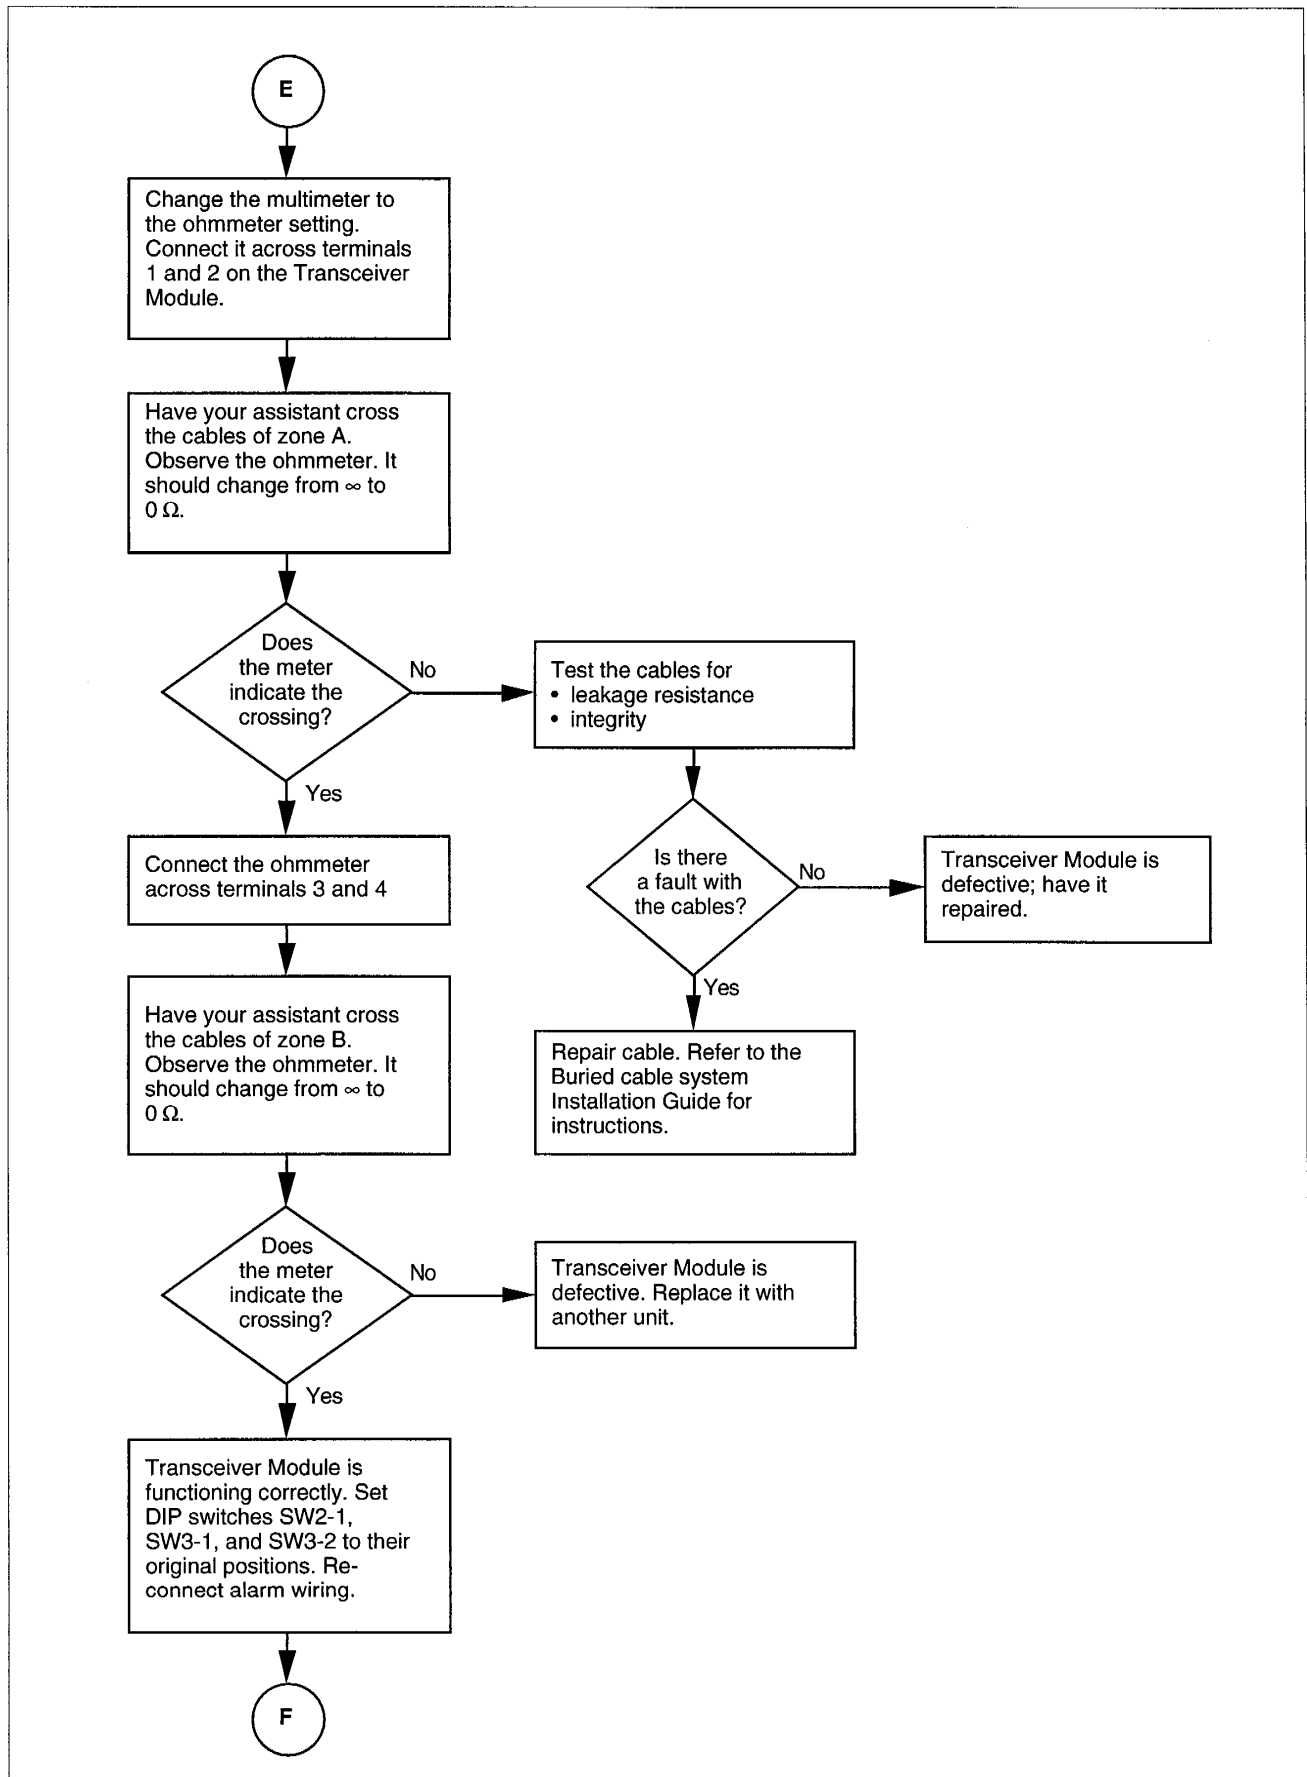 E
Change the multimeter to
the ohmmeter setting.
Connect it across terminals
1 and 2 on the Transceiver
Module.
Have your assistant cross
the cables of zone A.
Observe the ohmmeter. It
should change from ∞ to
0 Ω.
Does
the meter
indicate the
crossing?
No
Test the cables for
• leakage resistance
• integrity
Yes
Connect the ohmmeter
across terminals 3 and 4
Is there
a fault with
the cables?
No
Transceiver Module is
defective; have it
repaired.
Yes
Repair cable. Refer to the
Buried cable system
Installation Guide for
instructions.
Have your assistant cross
the cables of zone B.
Observe the ohmmeter. It
should change from ∞ to
0 Ω.
Does
the meter
indicate the
crossing?
No
Transceiver Module is
defective. Replace it with
another unit.
Yes
Transceiver Module is
functioning correctly. Set
DIP switches SW2-1,
SW3-1, and SW3-2 to their
original positions. Re-
connect alarm wiring.
F